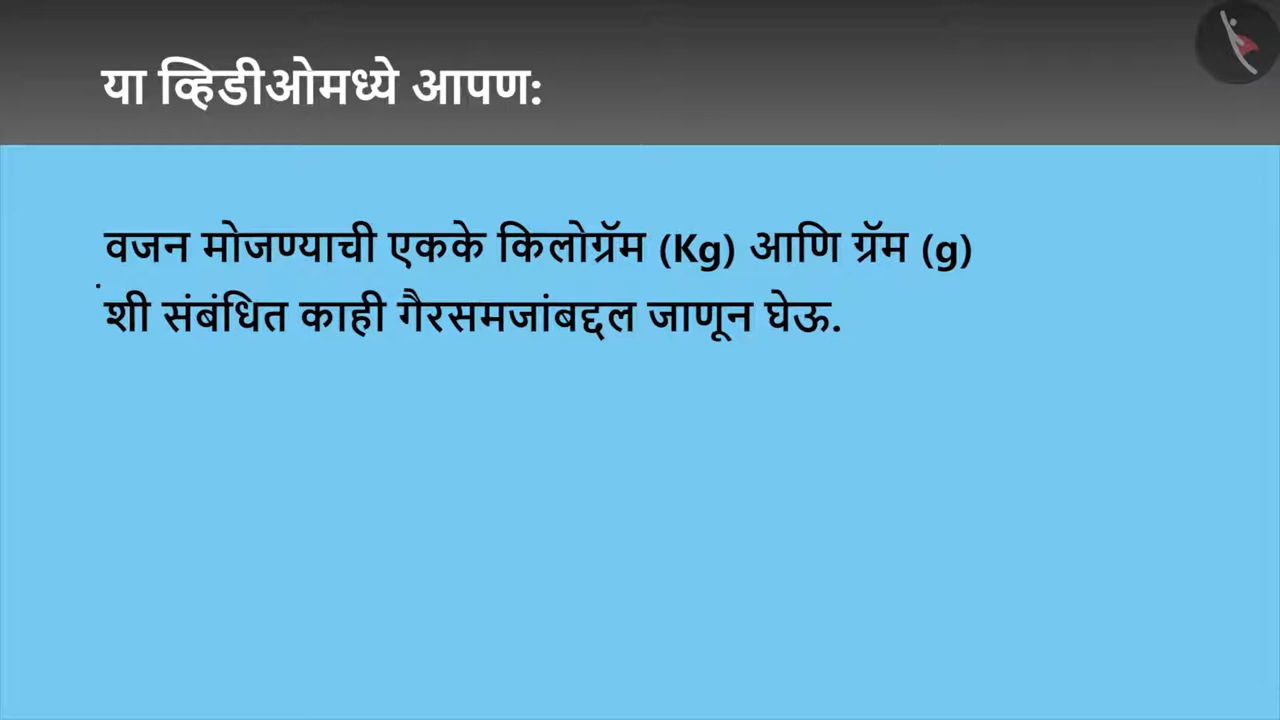 या व्हिडीओमध्ये आपण:
वजन मोजण्याची एकके किलोग्रॅम (Kg) आणि ग्रॅम (g)
शी संबंधित काही गैरसमजांबद्दल जाणून घेऊ.